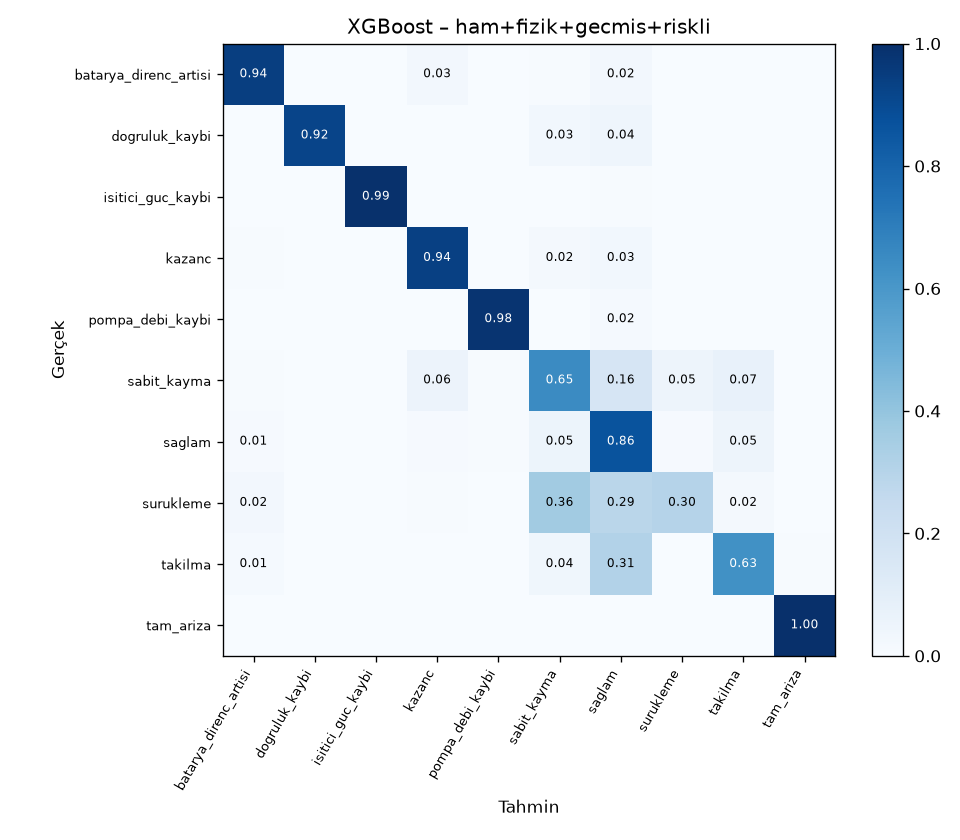 XGBoost – ham+fizik+gecmis+riskli
Gerçek
batarya_direnc_artisi 0.94 0.03 0.02
dogruluk_kaybi 0.92 0.03 0.04
isitici_guc_kaybi 0.99
kazanc 0.94 0.02 0.03
pompa_debi_kaybi 0.98 0.02
sabit_kayma 0.06 0.65 0.16 0.05 0.07
saglam 0.01 0.05 0.86 0.05
surukleme 0.02 0.36 0.29 0.30 0.02
takilma 0.01 0.04 0.31 0.63
tam_ariza 1.00
batarya_direnc_artisi
dogruluk_kaybi
isitici_guc_kaybi
kazanc
pompa_debi_kaybi
sabit_kayma
saglam
surukleme
takilma
tam_ariza
Tahmin
1.0
0.8
0.6
0.4
0.2
0.0